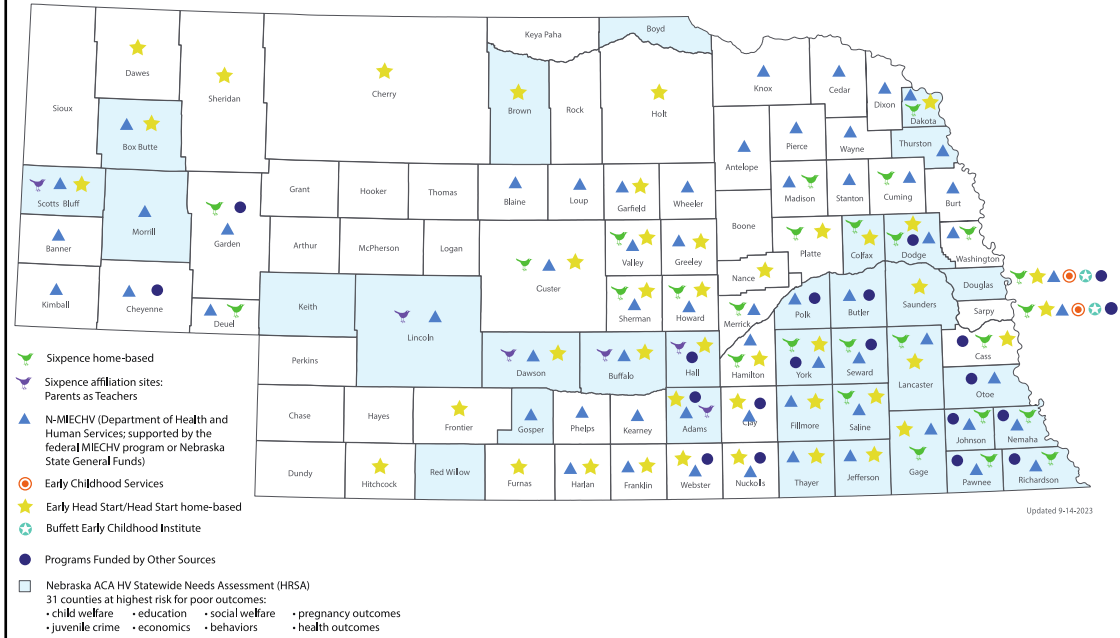 Keya Paha
Boyd
Dawes
Sheridan
Cherry
Brown
Rock
Holt
Knox
Cedar
Dixon
Dakota
Sioux
Box Butte
Antelope
Pierce
Wayne
Thurston
Scotts Bluff
Morrill
Garden
Grant
Hooker
Thomas
Blaine
Loup
Garfield
Wheeler
Madison
Stanton
Cuming
Burt
Banner
Arthur
McPherson
Logan
Custer
Valley
Greeley
Boone
Platte
Colfax
Dodge
Washington
Nance
Kimball
Cheyenne
Deuel
Keith
Lincoln
Sherman
Howard
Merrick
Polk
Butler
Saunders
Douglas
Sarpy
Perkins
Dawson
Buffalo
Hall
Hamilton
York
Seward
Lancaster
Cass
Otoe
Chase
Hayes
Frontier
Gosper
Phelps
Kearney
Adams
Clay
Fillmore
Saline
Johnson
Nemaha
Dundy
Hitchcock
Red Willow
Furnas
Harlan
Franklin
Webster
Nuckolls
Thayer
Jefferson
Gage
Pawnee
Richardson
Updated 9-14-2023
Sixpence home-based
Sixpence affiliation sites:
Parents as Teachers
N-MIECHV (Department of Health and
Human Services; supported by the
federal MIECHV program or Nebraska
State General Funds)
Early Childhood Services
Early Head Start/Head Start home-based
Buffett Early Childhood Institute
Programs Funded by Other Sources
Nebraska ACA HV Statewide Needs Assessment (HRSA)
31 counties at highest risk for poor outcomes:
• child welfare • education • social welfare • pregnancy outcomes
• juvenile crime • economics • behaviors • health outcomes